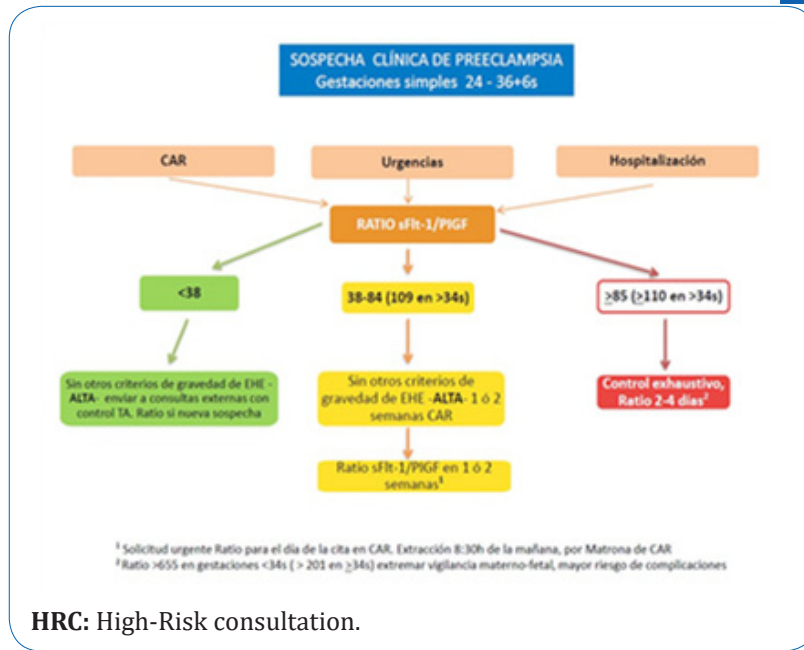 SOSPECHA CLÍNICA DE PREECLAMPSIA
Gestaciones simples 24 - 36+6s
CAR
Urgencias
Hospitalización
RATIO sFlt-1/PlGF
<38
38-84 (109 en >34s)
≥85 (≥110 en >34s)
Sin otros criterios de gravedad de EHE -
ALTA- enviar a consultas externas con
control TA. Ratio si nueva sospecha
Sin otros criterios de
gravedad de EHE -ALTA- 1 ó 2
semanas CAR
Control exhaustivo,
Ratio 2-4 días²
Ratio sFlt-1/PlGF en 1 ó 2
semanas¹
¹ Solicitud urgente Ratio para el día de la cita en CAR. Extracción 8:30h de la mañana, por Matrona de CAR
² Ratio >655 en gestaciones <34s ( > 201 en ≥34s) extremar vigilancia materno-fetal, mayor riesgo de complicaciones
HRC: High-Risk consultation.